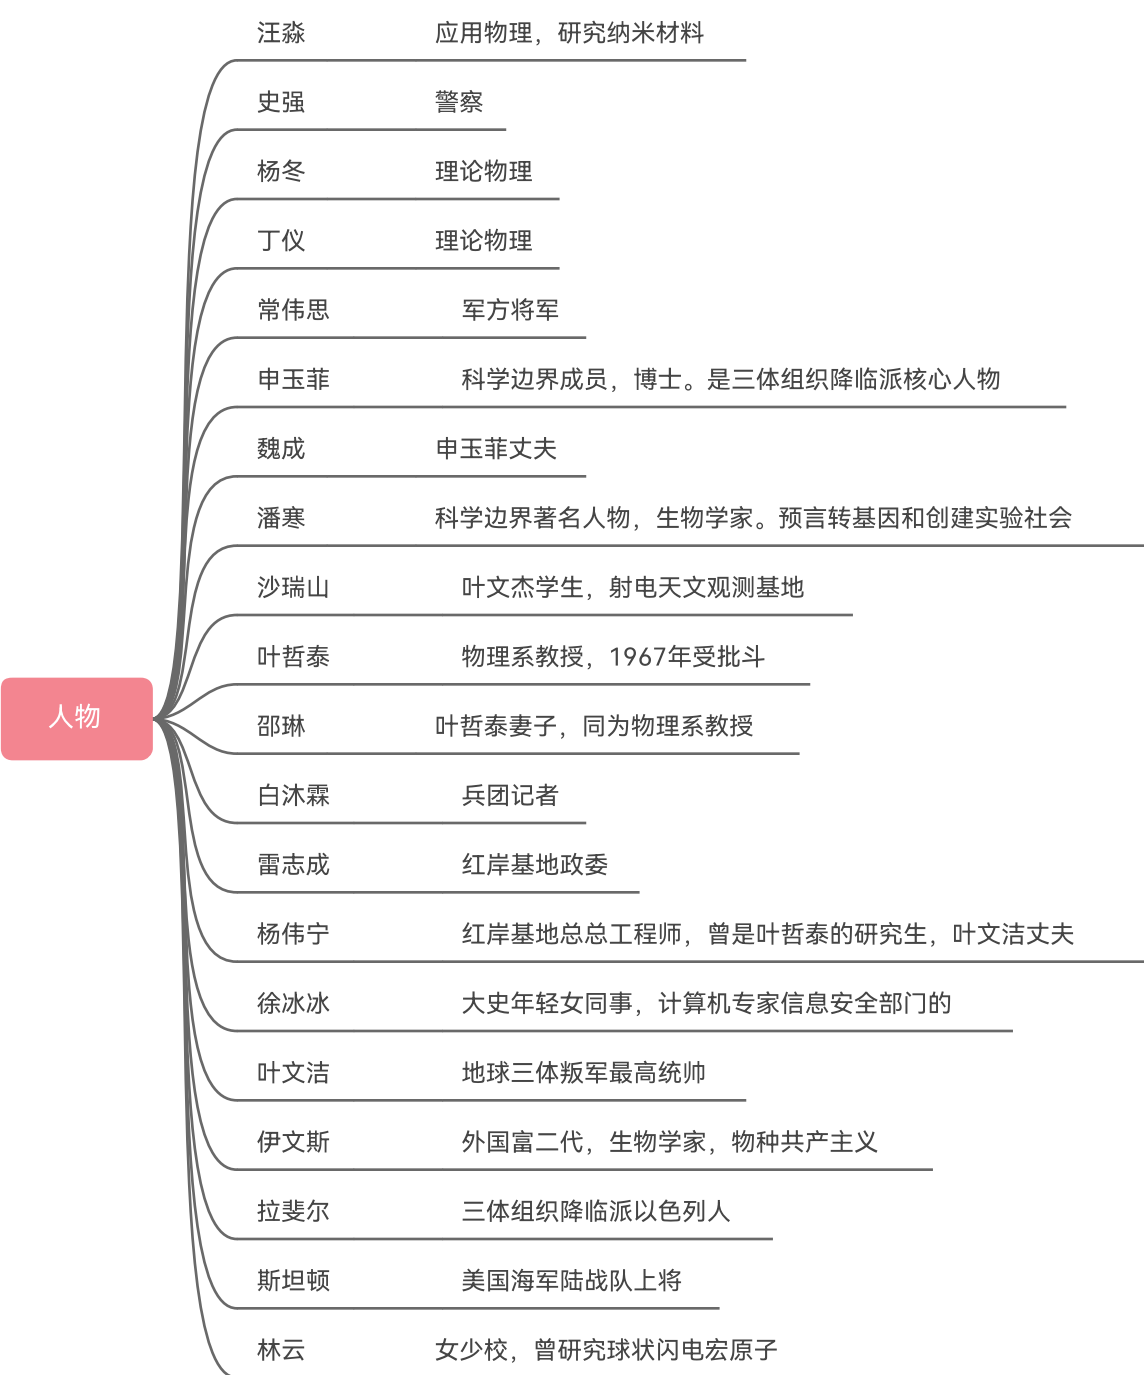 汪淼 应用物理，研究纳米材料
史强 警察
杨冬 理论物理
丁仪 理论物理
常伟思 军方将军
申玉菲 科学边界成员，博士。是三体组织降临派核心人物
魏成 申玉菲丈夫
潘寒 科学边界著名人物，生物学家。预言转基因和创建实验社会
沙瑞山 叶文杰学生，射电天文观测基地
叶哲泰 物理系教授，1967年受批斗
人物
邵琳 叶哲泰妻子，同为物理系教授
白沐霖 兵团记者
雷志成 红岸基地政委
杨伟宁 红岸基地总总工程师，曾是叶哲泰的研究生，叶文洁丈夫
徐冰冰 大史年轻女同事，计算机专家信息安全部门的
叶文洁 地球三体叛军最高统帅
伊文斯 外国富二代，生物学家，物种共产主义
拉斐尔 三体组织降临派以色列人
斯坦顿 美国海军陆战队上将
林云 女少校，曾研究球状闪电宏原子